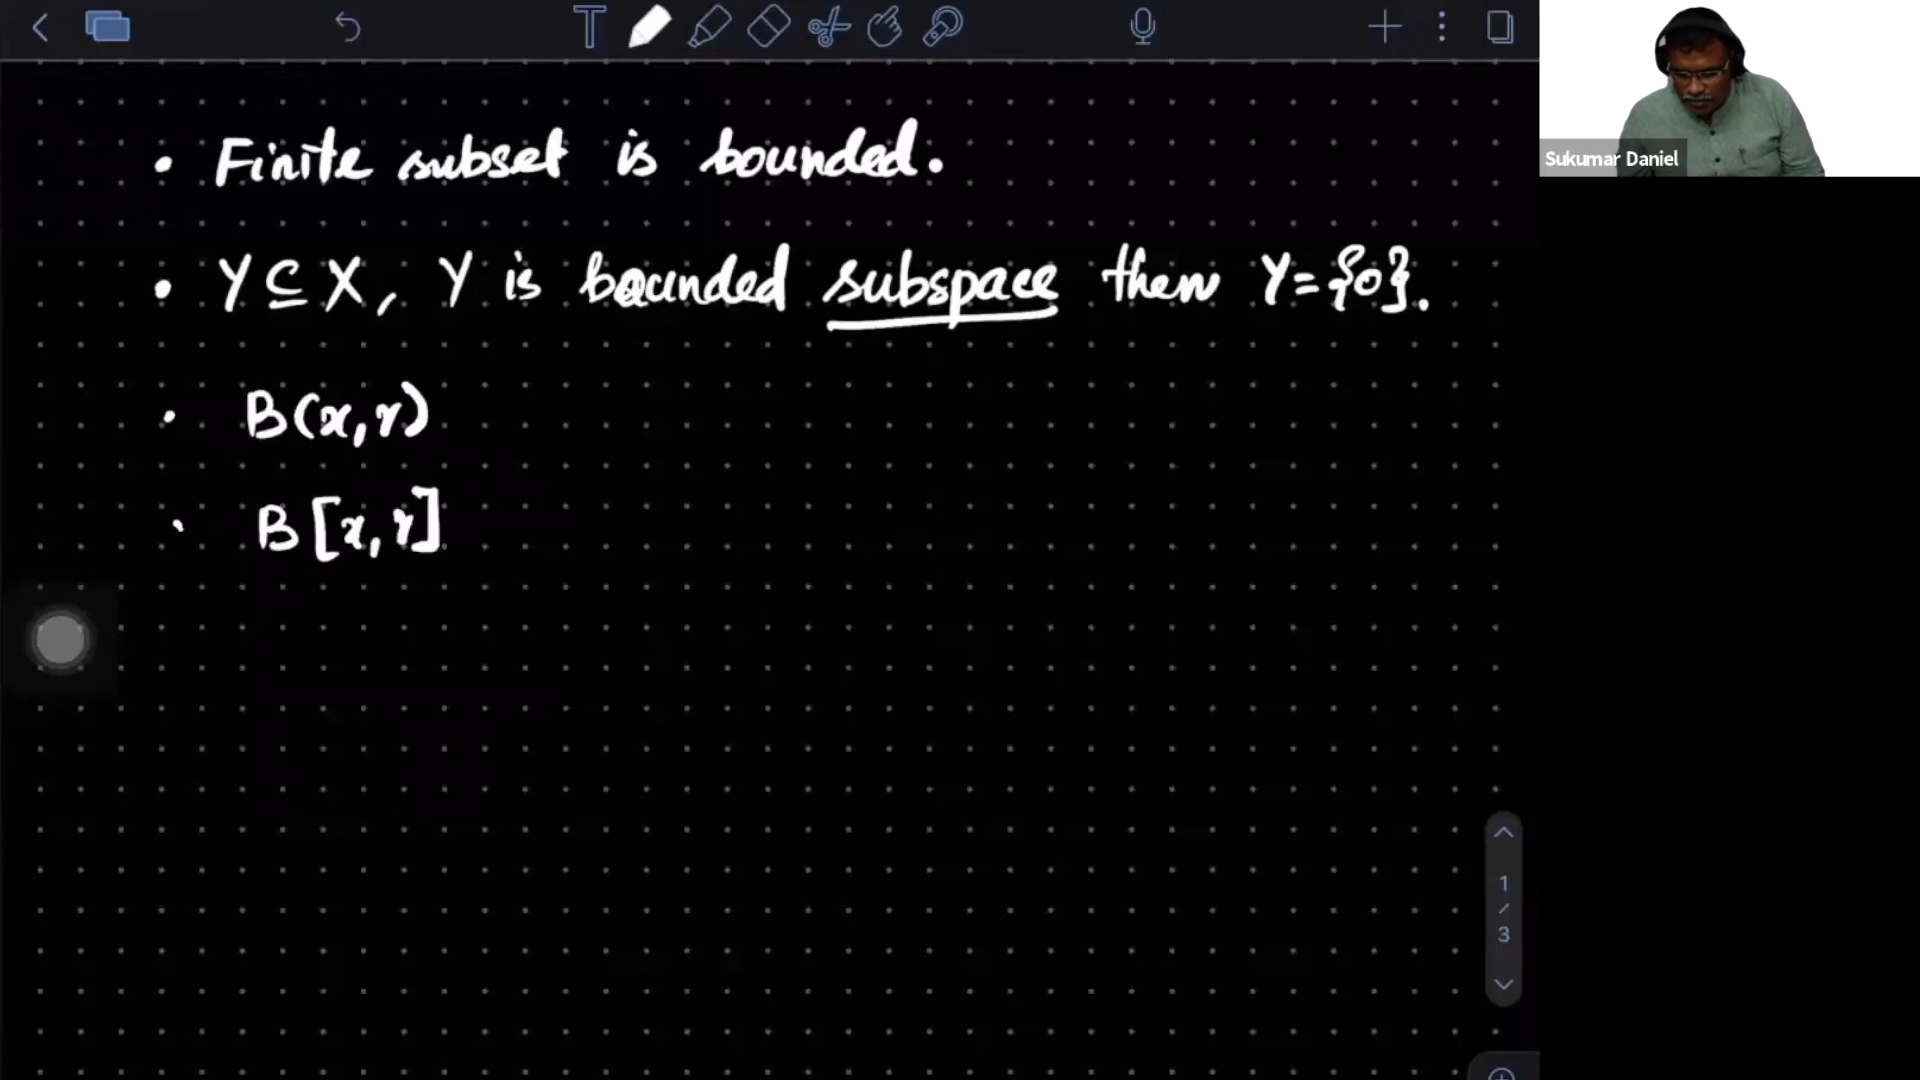 • Finite subset is bounded.
• Y ⊆ X, Y is bounded subspace then Y={0}.
• B(x,r)
• B[x,r]
Sukumar Daniel
1
/
3